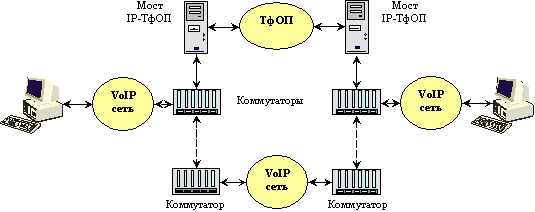 Мост
IP-ТфОП
ТфОП
Мост
IP-ТфОП
VoIP
сеть
Коммутаторы
VoIP
сеть
VoIP
сеть
Коммутатор
Коммутатор